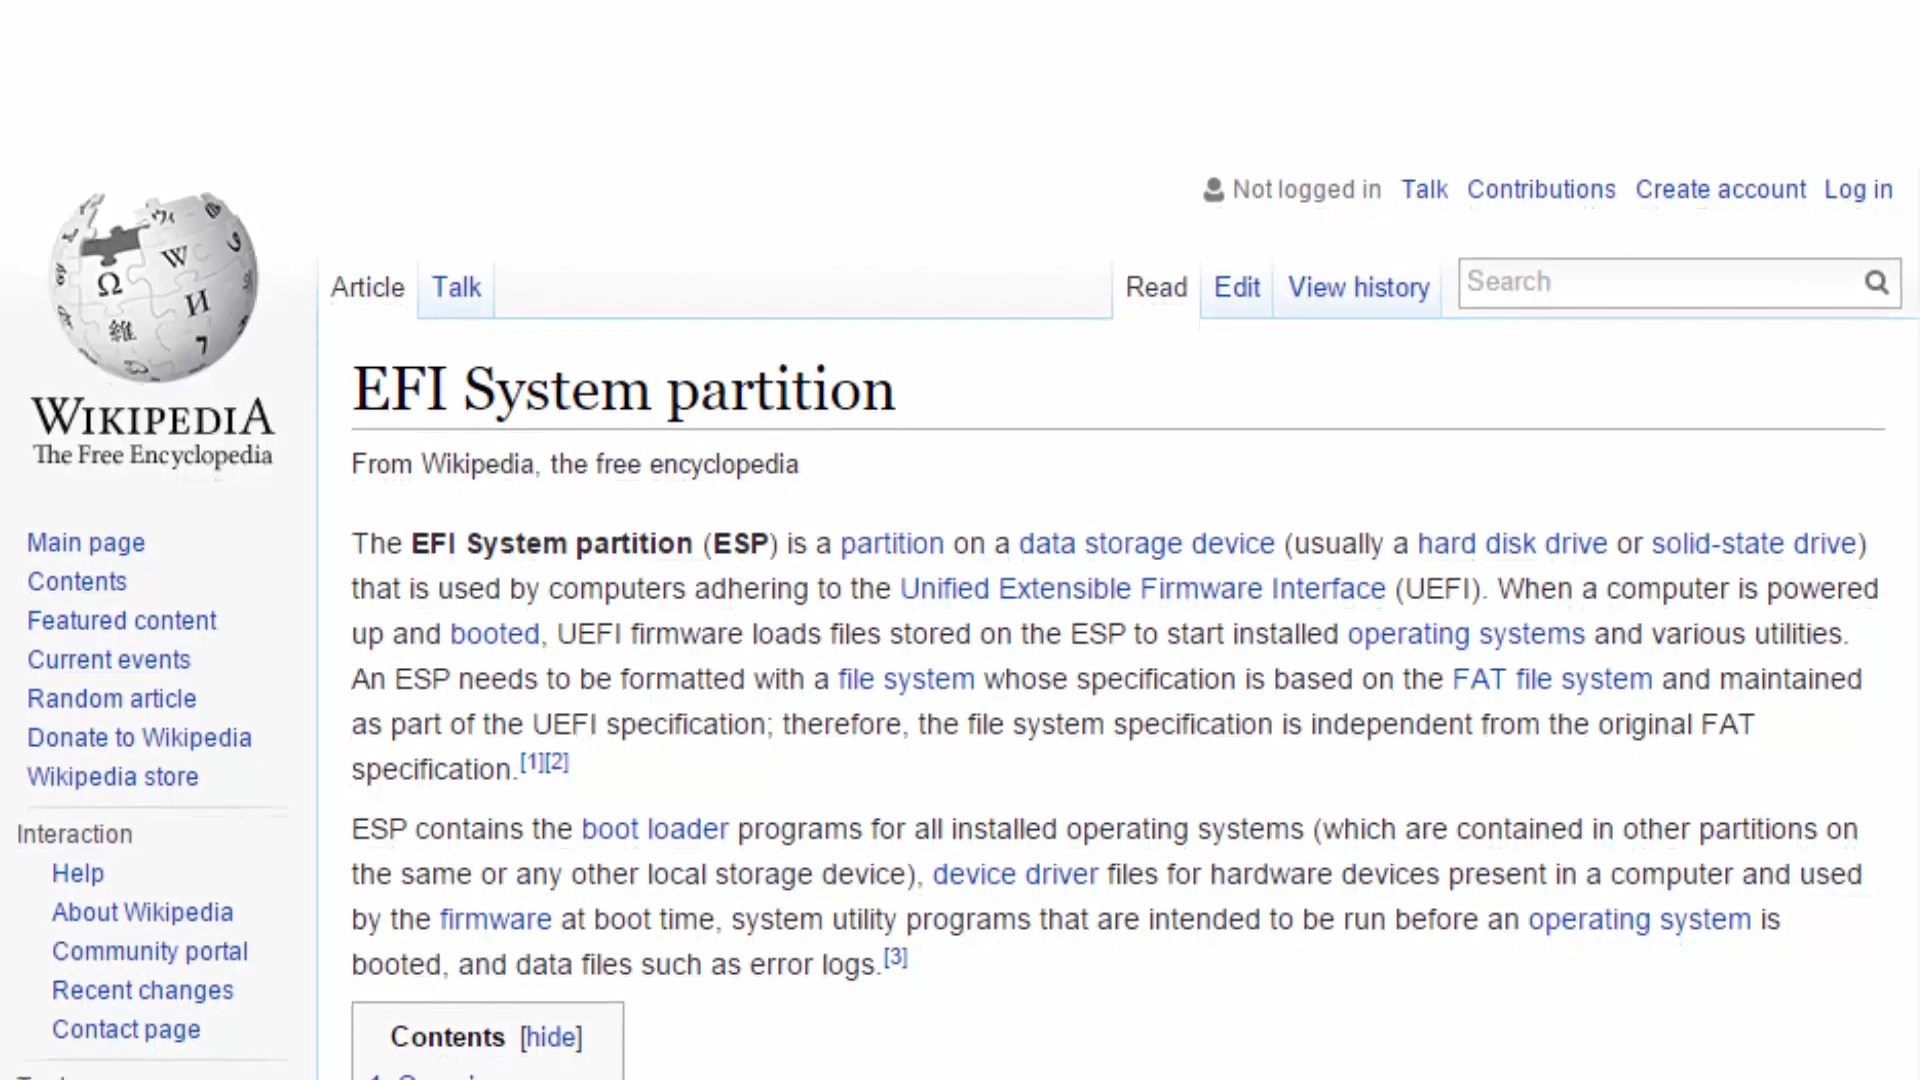 Not logged in Talk Contributions Create account Log in
Article Talk Read Edit View history Search
WIKIPEDIA
The Free Encyclopedia
Main page
Contents
Featured content
Current events
Random article
Donate to Wikipedia
Wikipedia store
Interaction
Help
About Wikipedia
Community portal
Recent changes
Contact page
EFI System partition
From Wikipedia, the free encyclopedia
The EFI System partition (ESP) is a partition on a data storage device (usually a hard disk drive or solid-state drive)
that is used by computers adhering to the Unified Extensible Firmware Interface (UEFI). When a computer is powered
up and booted, UEFI firmware loads files stored on the ESP to start installed operating systems and various utilities.
An ESP needs to be formatted with a file system whose specification is based on the FAT file system and maintained
as part of the UEFI specification; therefore, the file system specification is independent from the original FAT
specification.[1][2]
ESP contains the boot loader programs for all installed operating systems (which are contained in other partitions on
the same or any other local storage device), device driver files for hardware devices present in a computer and used
by the firmware at boot time, system utility programs that are intended to be run before an operating system is
booted, and data files such as error logs.[3]
Contents [hide]